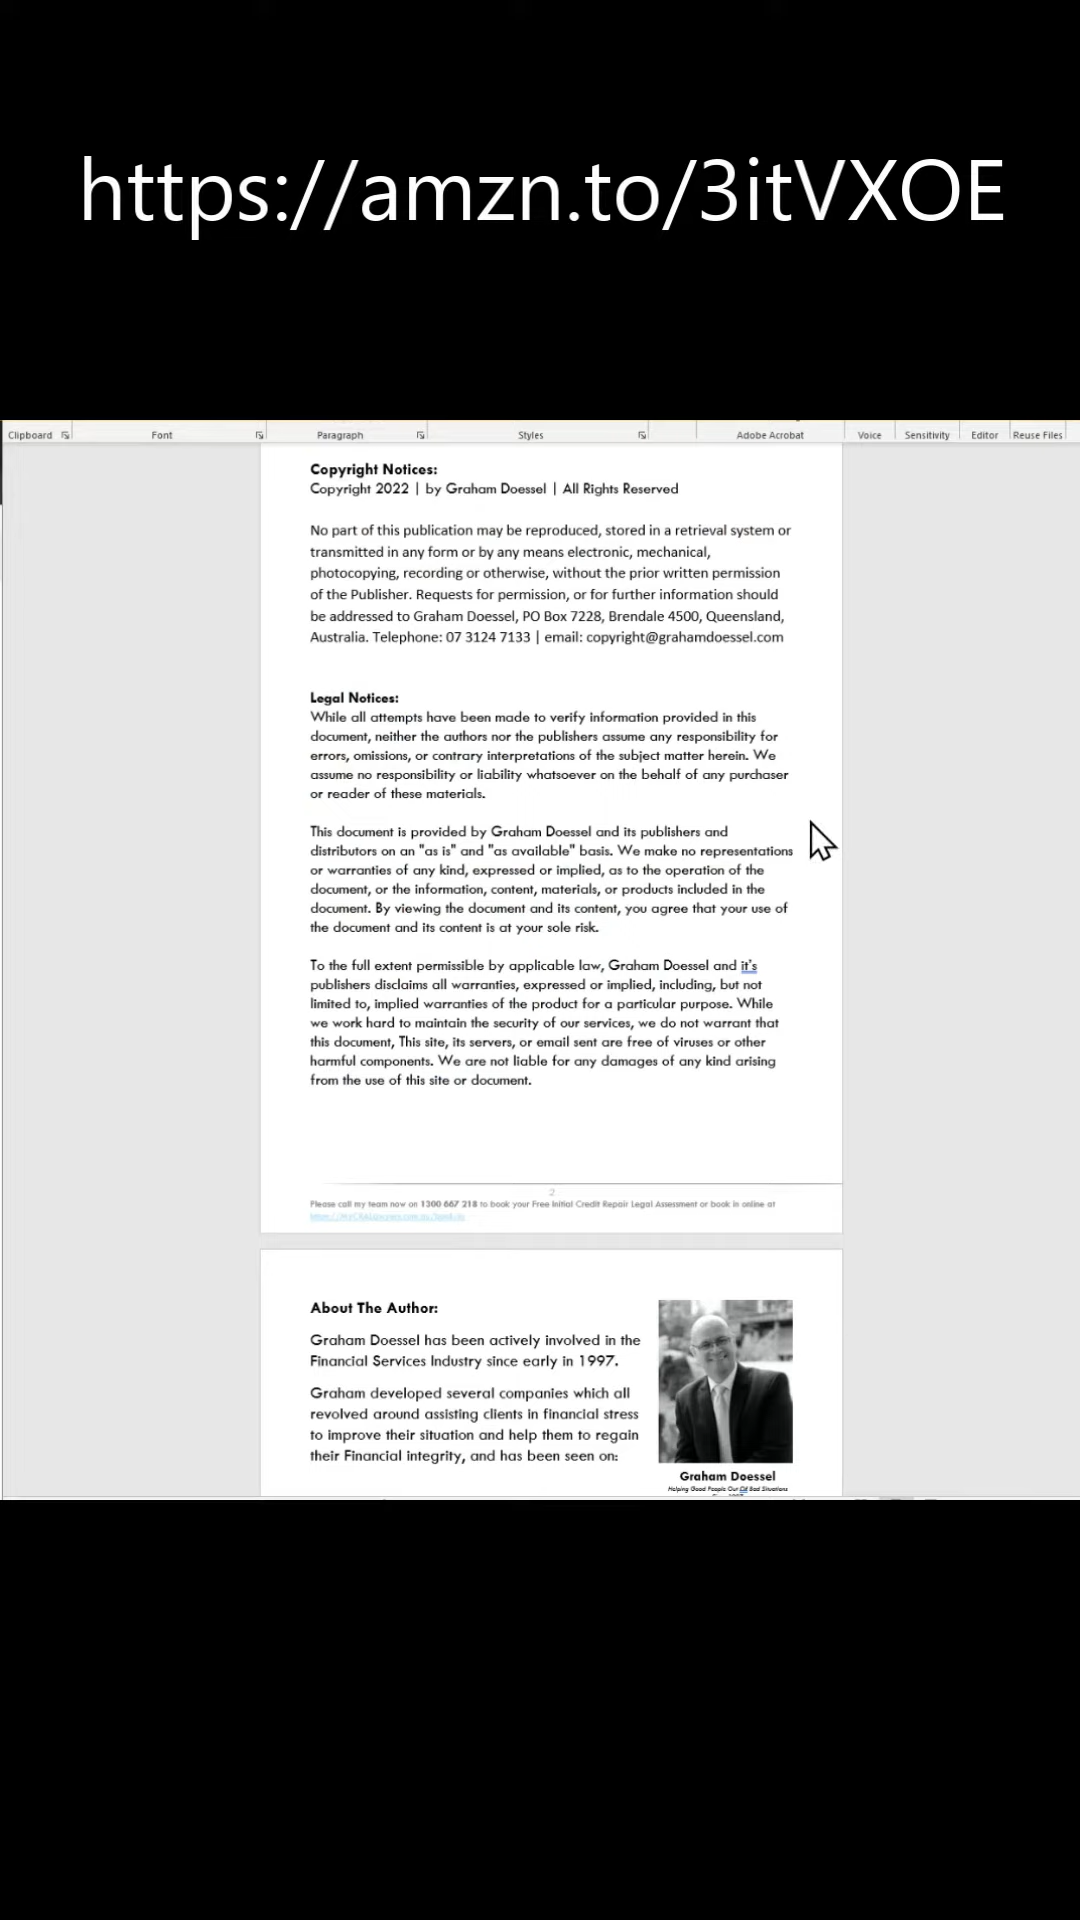 https://amzn.to/3itVXOE
Clipboard Font Paragraph Styles Adobe Acrobat Voice Sensitivity Editor Reuse Files
Copyright Notices:
Copyright 2022 | by Graham Doessel | All Rights Reserved
No part of this publication may be reproduced, stored in a retrieval system or
transmitted in any form or by any means electronic, mechanical,
photocopying, recording or otherwise, without the prior written permission
of the Publisher. Requests for permission, or for further information should
be addressed to Graham Doessel, PO Box 7228, Brendale 4500, Queensland,
Australia. Telephone: 07 3124 7133 | email: copyright@grahamdoessel.com
Legal Notices:
While all attempts have been made to verify information provided in this
document, neither the authors nor the publishers assume any responsibility for
errors, omissions, or contrary interpretations of the subject matter herein. We
assume no responsibility or liability whatsoever on the behalf of any purchaser
or reader of these materials.
This document is provided by Graham Doessel and its publishers and
distributors on an "as is" and "as available" basis. We make no representations
or warranties of any kind, expressed or implied, as to the operation of the
document, or the information, content, materials, or products included in the
document. By viewing the document and its content, you agree that your use of
the document and its content is at your sole risk.
To the full extent permissible by applicable law, Graham Doessel and it's
publishers disclaims all warranties, expressed or implied, including, but not
limited to, implied warranties of the product for a particular purpose. While
we work hard to maintain the security of our services, we do not warrant that
this document, This site, its servers, or email sent are free of viruses or other
harmful components. We are not liable for any damages of any kind arising
from the use of this site or document.
2
Please call my team now on 1300 667 218 to book your Free Initial Credit Repair Legal Assessment or book in online at
About The Author:
Graham Doessel has been actively involved in the
Financial Services Industry since early in 1997.
Graham developed several companies which all
revolved around assisting clients in financial stress
to improve their situation and help them to regain
their Financial integrity, and has been seen on:
Graham Doessel
Helping Good People Out Of Bad Situations